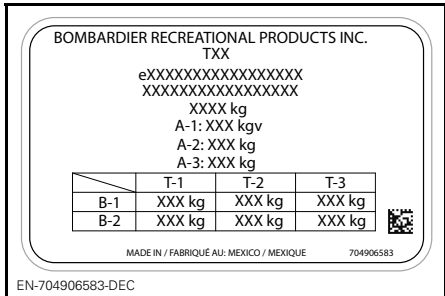 BOMBARDIER RECREATIONAL PRODUCTS INC.
TXX
eXXXXXXXXXXXXXXXXX
XXXXXXXXXXXXXXXXX
XXXX kg
A-1: XXX kgv
A-2: XXX kg
A-3: XXX kg
T-1 T-2 T-3
B-1 XXX kg XXX kg XXX kg
B-2 XXX kg XXX kg XXX kg
MADE IN / FABRIQUÉ AU: MEXICO / MEXIQUE 704906583
EN-704906583-DEC